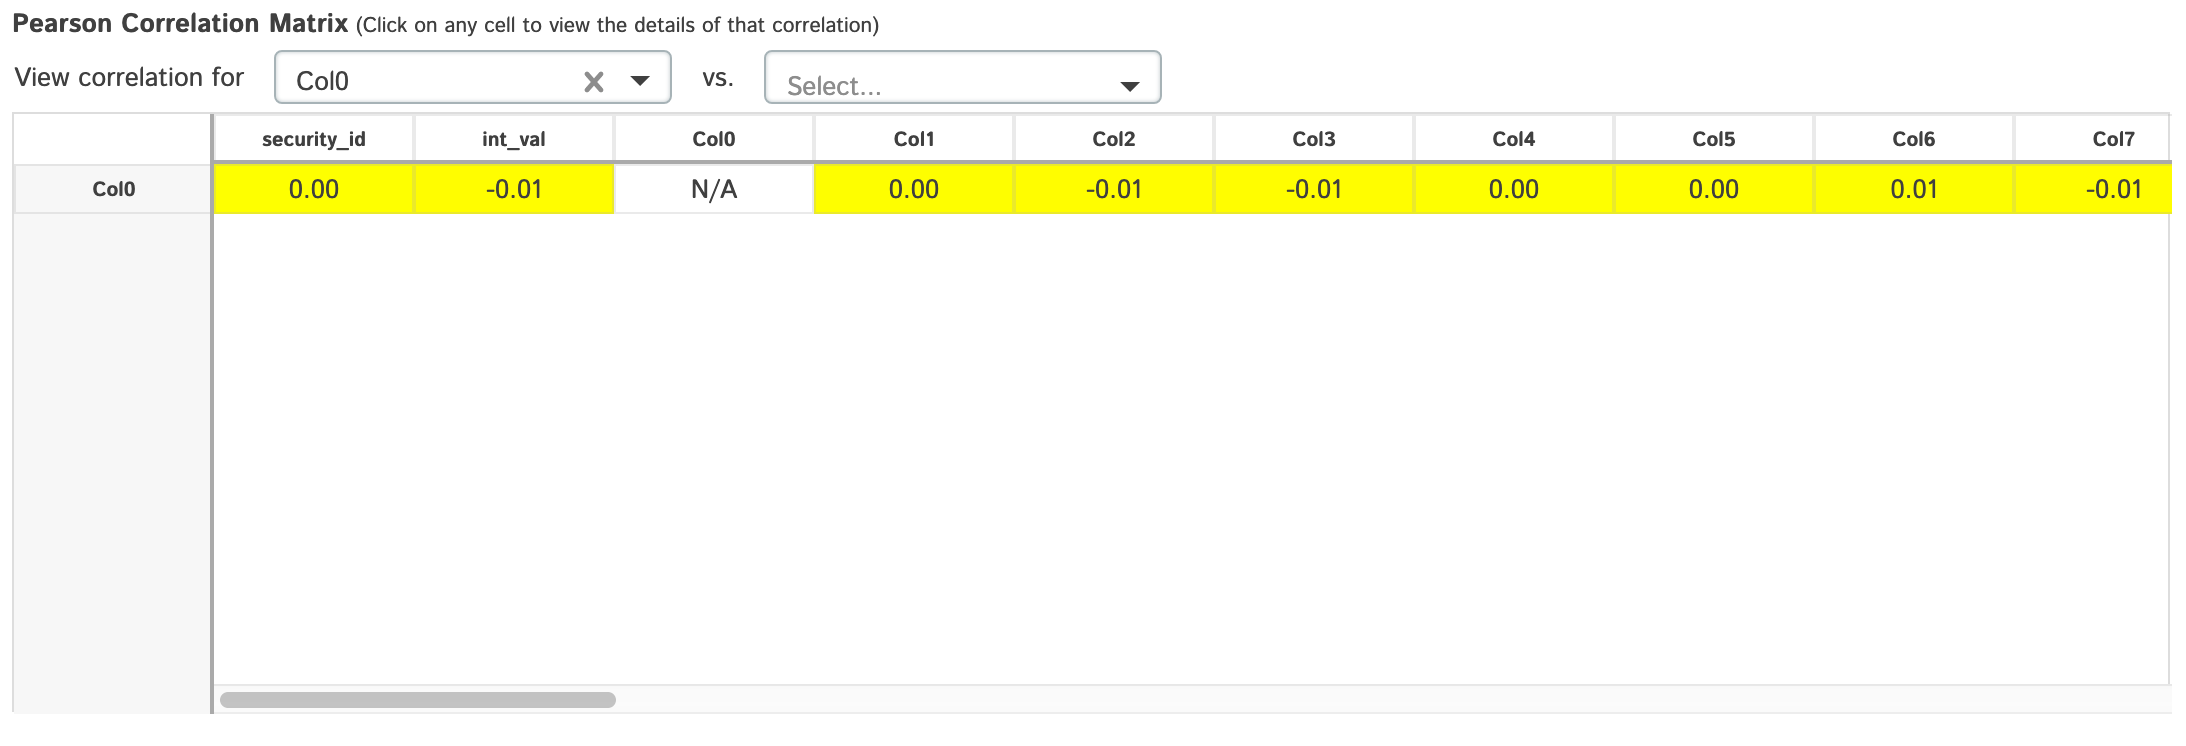 Pearson Correlation Matrix (Click on any cell to view the details of that correlation)
View correlation for Col0 vs. Select...
security_id int_val Col0 Col1 Col2 Col3 Col4 Col5 Col6 Col7
Col0 0.00 -0.01 N/A 0.00 -0.01 -0.01 0.00 0.00 0.01 -0.01